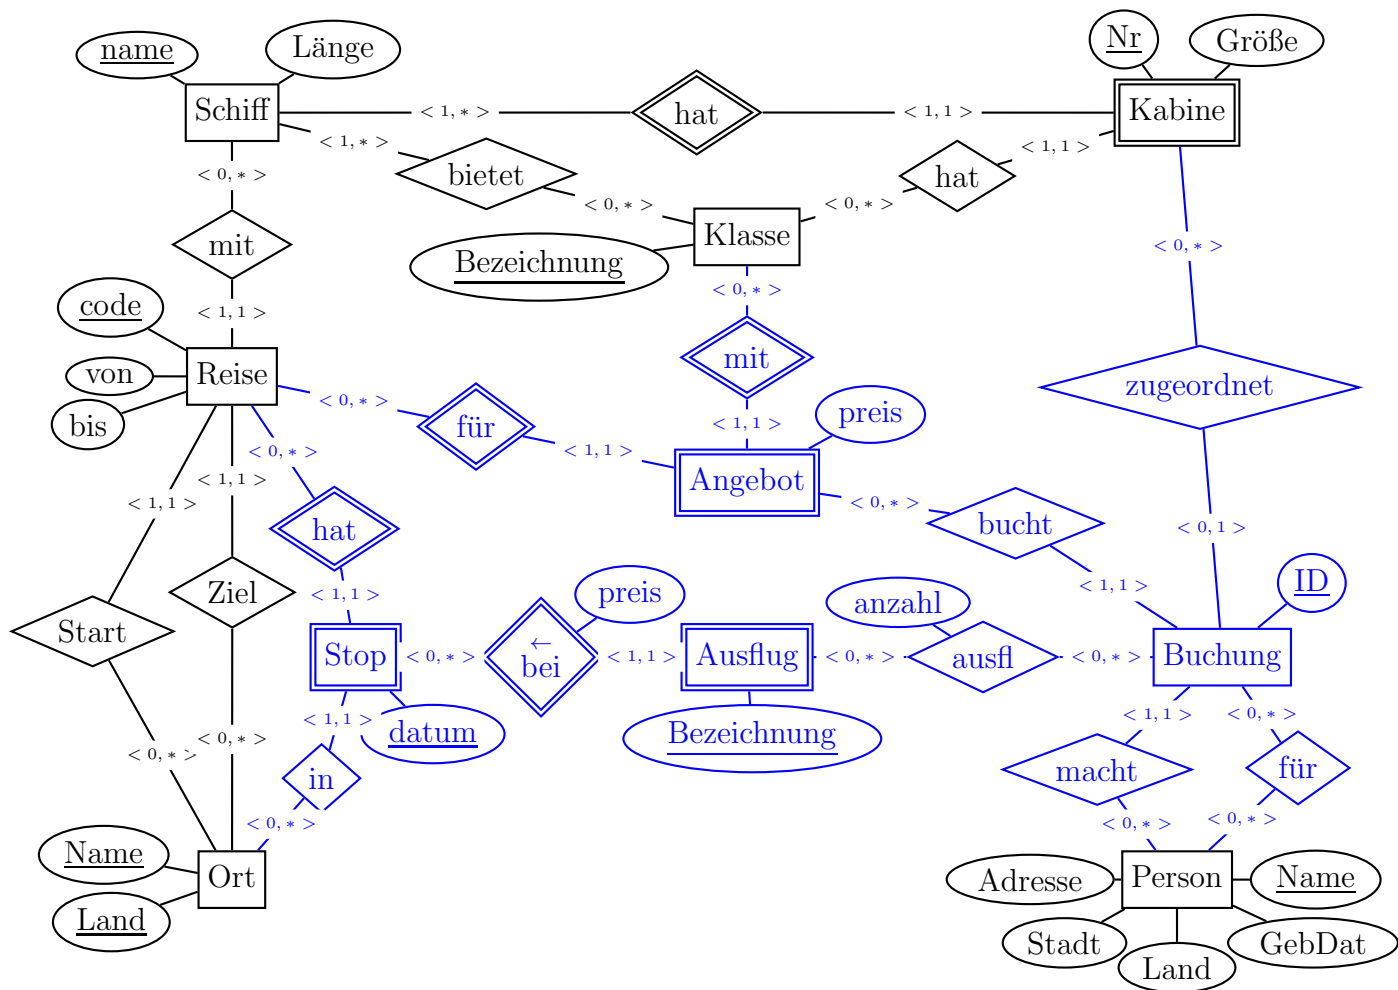 name
Länge
Nr
Größe
Schiff
< 1, ∗ >
hat
< 1, 1 >
Kabine
< 1, ∗ >
bietet
< 0, ∗ >
< 1, 1 >
hat
< 0, ∗ >
< 0, ∗ >
mit
< 1, 1 >
Klasse
Bezeichnung
< 0, ∗ >
mit
< 1, 1 >
< 0, ∗ >
zugeordnet
< 0, 1 >
code
von
bis
Reise
< 0, ∗ >
für
< 1, 1 >
preis
Angebot
< 0, ∗ >
bucht
< 1, 1 >
< 0, ∗ >
hat
< 1, 1 >
< 1, 1 >
< 1, 1 >
Start
Ziel
< 0, ∗ >
< 0, ∗ >
Stop
< 0, ∗ >
←
bei
preis
< 1, 1 >
Ausflug
< 0, ∗ >
anzahl
ausfl
< 0, ∗ >
ID
Buchung
< 1, 1 >
datum
Bezeichnung
in
< 0, ∗ >
< 1, 1 >
macht
< 0, ∗ >
< 0, ∗ >
für
< 0, ∗ >
Name
Land
Ort
Adresse
Person
Name
Stadt
Land
GebDat